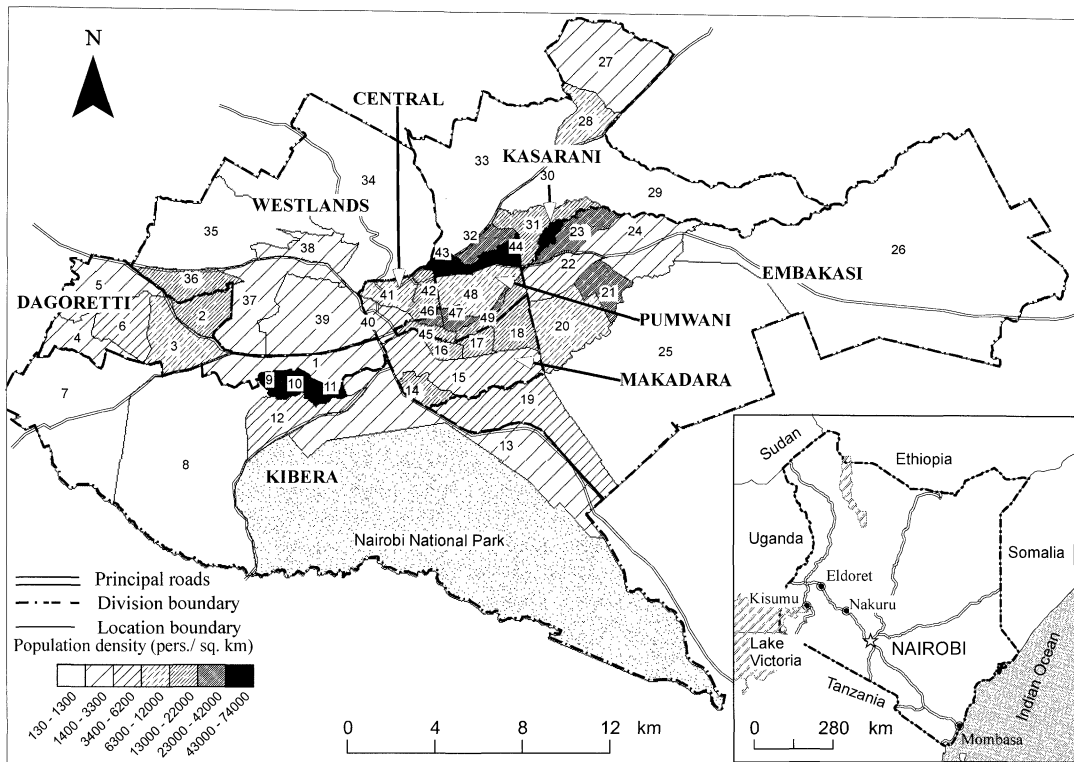 N
CENTRAL
27
28
33
KASARANI
30
34
29
WESTLANDS
35
31
32
23
24
26
38
43
44
22
5
36
EMBAKASI
DAGORETTI
37
41
42
48
21
2
46
47
49
PUMWANI
6
39
40
20
4
3
45
18
16
17
25
1
MAKADARA
7
9
10
11
15
14
19
12
13
8
KIBERA
Nairobi National Park
Principal roads
Division boundary
Location boundary
Population density (pers./ sq. km)
130 - 1300
1400 - 3300
3400 - 6200
6300 - 12000
13000 - 22000
23000 - 42000
43000 - 74000
0 4 8 12 km
Sudan
Ethiopia
Uganda
Somalia
Eldoret
Kisumu
Nakuru
Lake
Victoria
NAIROBI
Tanzania
Indian Ocean
Mombasa
0 280 km